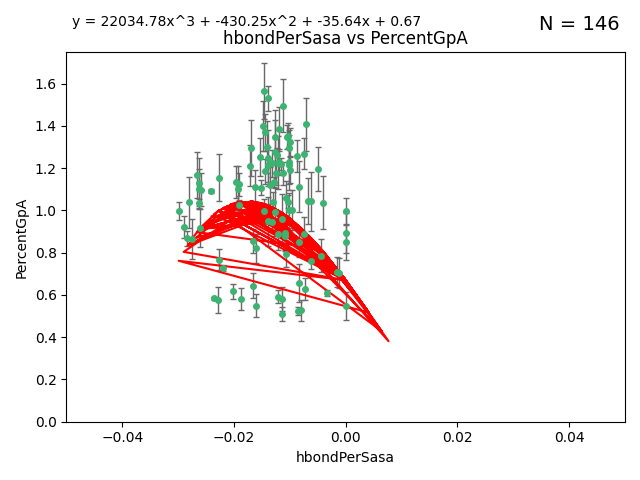 y = 22034.78x^3 + -430.25x^2 + -35.64x + 0.67
N = 146
hbondPerSasa vs PercentGpA
PercentGpA
1.6
1.4
1.2
1.0
0.8
0.6
0.4
0.2
0.0
−0.04 −0.02 0.00 0.02 0.04
hbondPerSasa